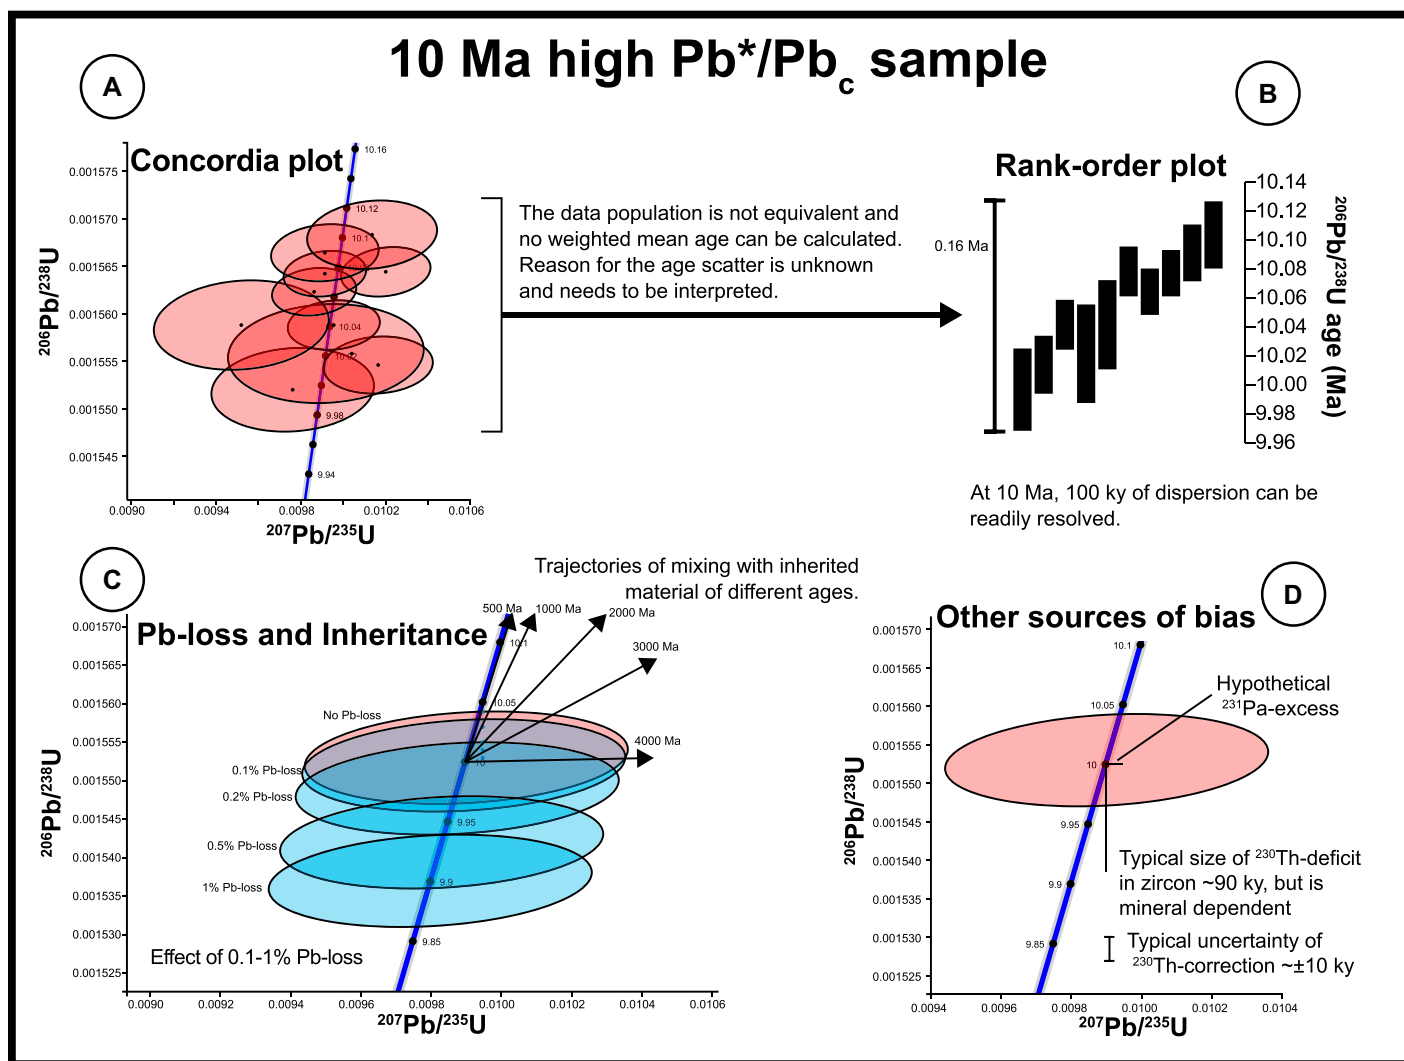 10 Ma high Pb*/Pbc sample
A
B
Concordia plot
0.001575
0.001570
0.001565
0.001560
0.001555
0.001550
0.001545
206Pb/238U
10.16
10.12
10.1
10.04
10.02
9.98
9.94
0.0090
0.0094
0.0098
0.0102
0.0106
207Pb/235U
The data population is not equivalent and
no weighted mean age can be calculated.
Reason for the age scatter is unknown
and needs to be interpreted.
Rank-order plot
0.16 Ma
10.14
10.12
10.10
10.08
10.06
10.04
10.02
10.00
9.98
9.96
206Pb/238U age (Ma)
At 10 Ma, 100 ky of dispersion can be
readily resolved.
C
Trajectories of mixing with inherited
material of different ages.
Pb-loss and Inheritance
500 Ma
1000 Ma
2000 Ma
3000 Ma
4000 Ma
0.001570
0.001565
0.001560
0.001555
0.001550
0.001545
0.001540
0.001535
0.001530
0.001525
206Pb/238U
10.1
10.05
10
9.95
9.9
9.85
No Pb-loss
0.1% Pb-loss
0.2% Pb-loss
0.5% Pb-loss
1% Pb-loss
Effect of 0.1-1% Pb-loss
0.0090
0.0092
0.0094
0.0096
0.0098
0.0100
0.0102
0.0104
0.0106
207Pb/235U
D
Other sources of bias
0.001570
0.001565
0.001560
0.001555
0.001550
0.001545
0.001540
0.001535
0.001530
0.001525
206Pb/238U
10.1
10.05
10
9.95
9.9
9.85
Hypothetical
231Pa-excess
Typical size of 230Th-deficit
in zircon ~90 ky, but is
mineral dependent
Typical uncertainty of
230Th-correction ~±10 ky
0.0094
0.0096
0.0098
0.0100
0.0102
0.0104
207Pb/235U